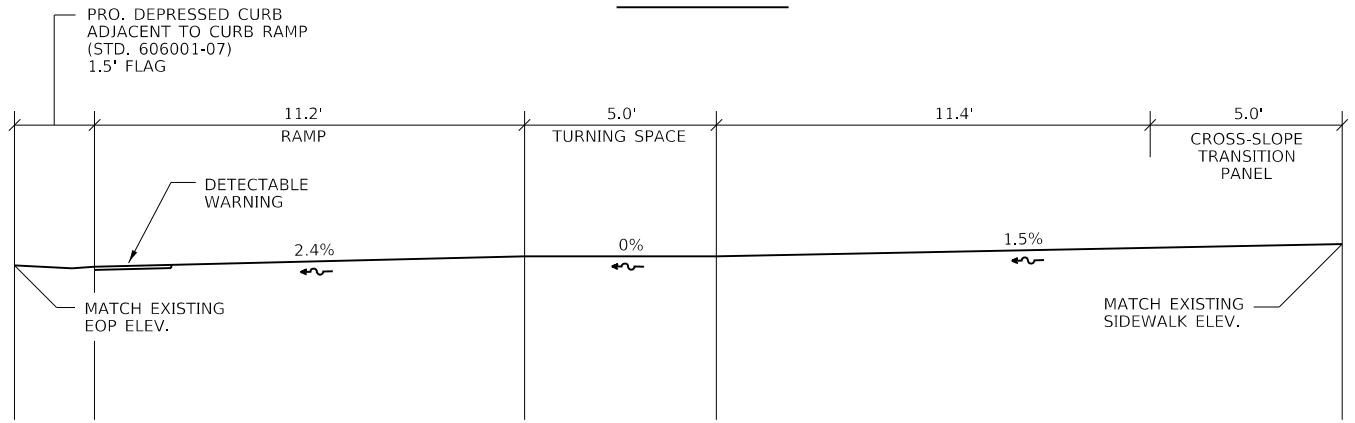 PRO. DEPRESSED CURB
ADJACENT TO CURB RAMP
(STD. 606001-07)
1.5' FLAG
11.2'
RAMP
5.0'
TURNING SPACE
11.4'
5.0'
CROSS-SLOPE
TRANSITION
PANEL
DETECTABLE
WARNING
2.4%
0%
1.5%
MATCH EXISTING
EOP ELEV.
MATCH EXISTING
SIDEWALK ELEV.